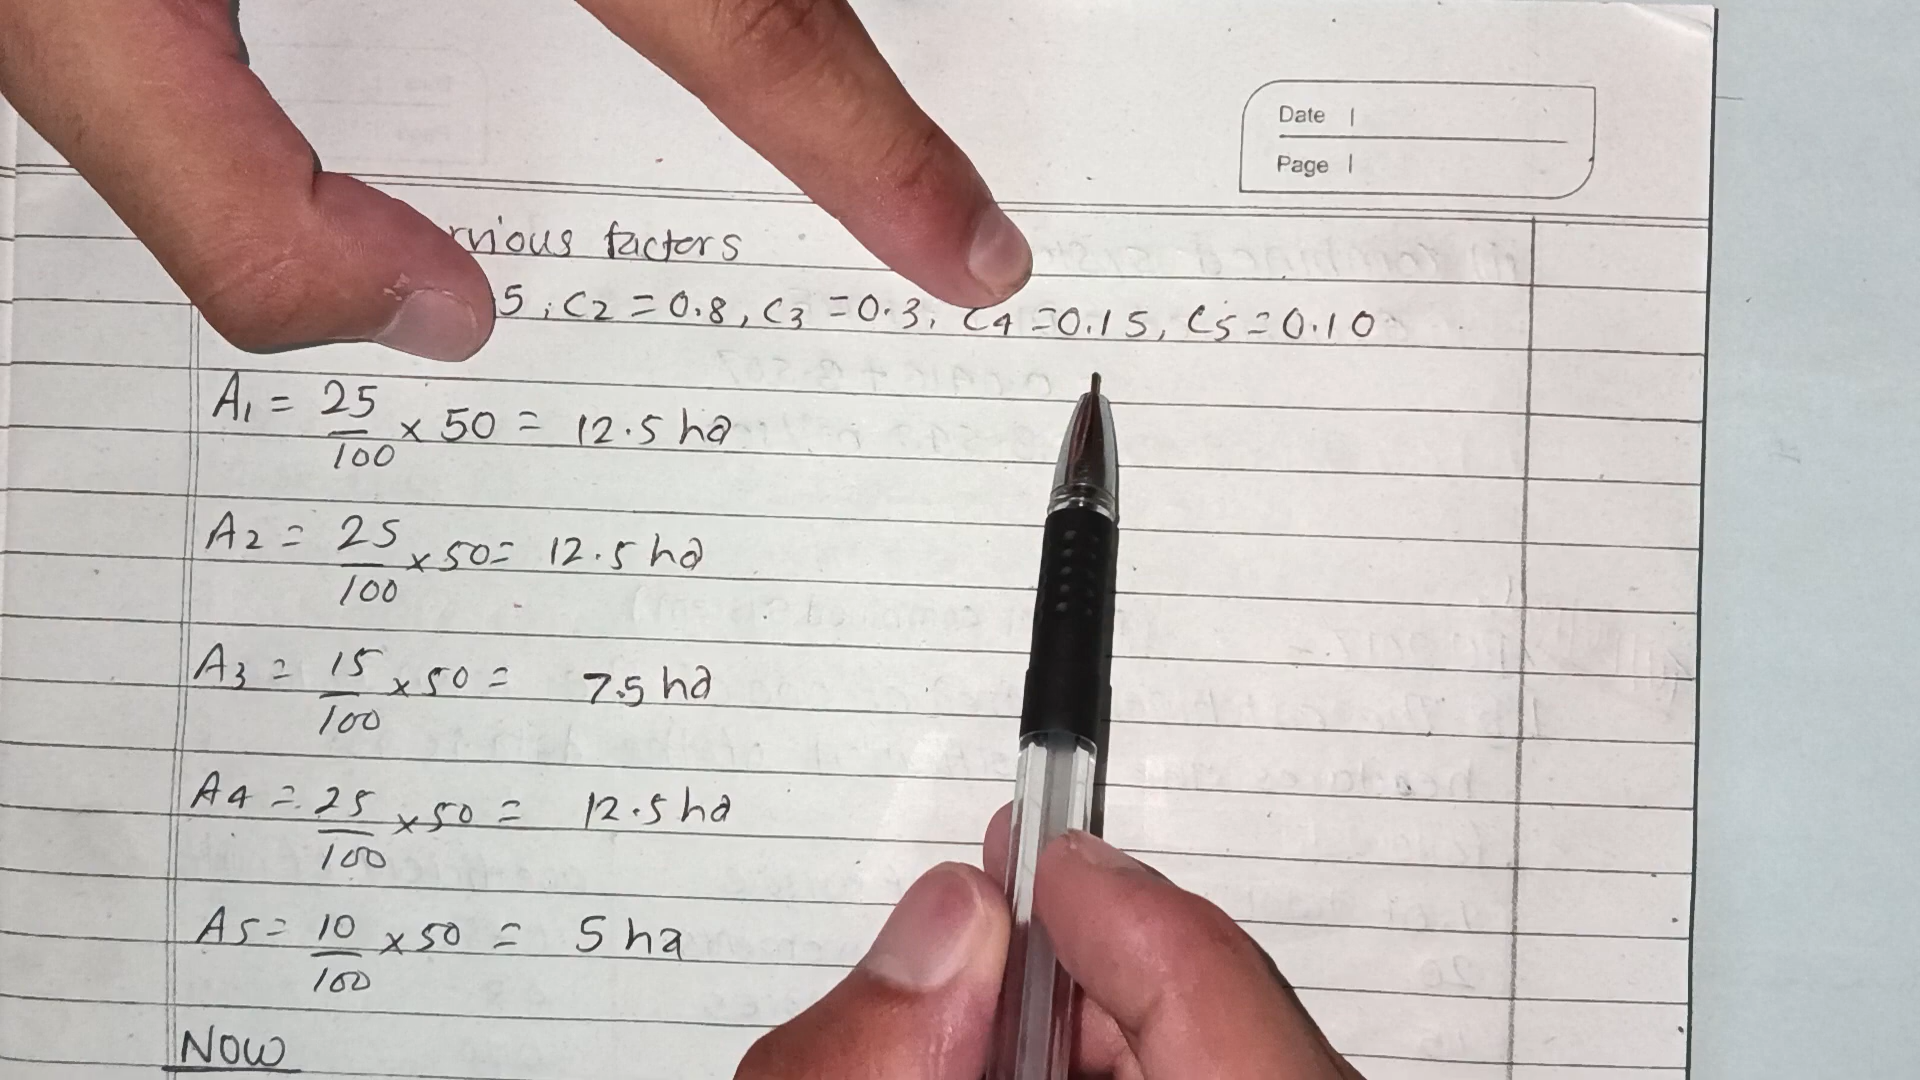 Date
Page
factors
5, C2 = 0.8, C3 = 0.3, C4 = 0.15, C5 = 0.10
A1 = 25/100 x 50 = 12.5 ha
A2 = 25/100 x 50 = 12.5 ha
A3 = 15/100 x 50 = 7.5 ha
A4 = 25/100 x 50 = 12.5 ha
A5 = 10/100 x 50 = 5 ha
Now